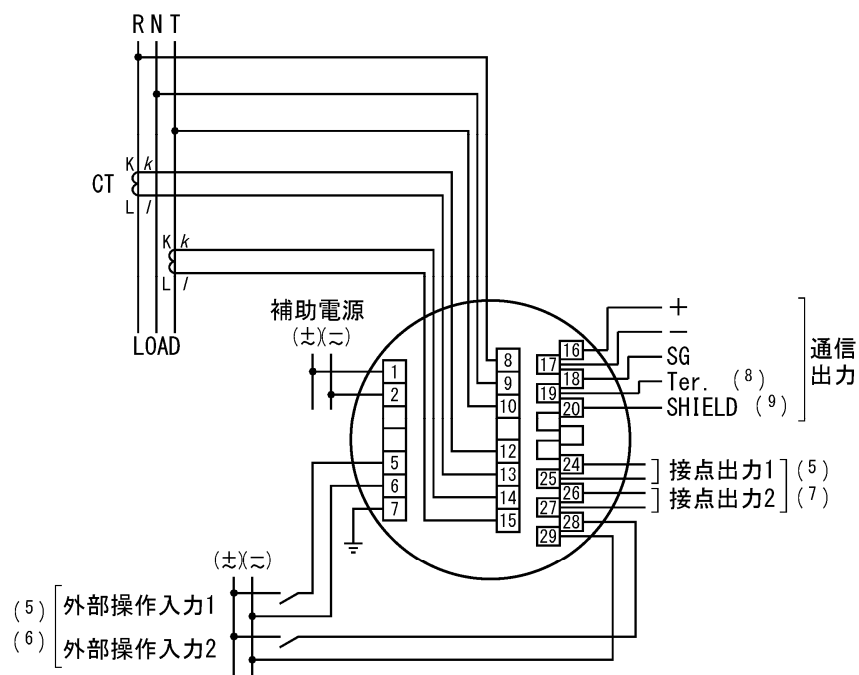 R N T
K k
CT
L l
K k
L l
LOAD
補助電源
(±)(−)
1
2
5
6
7
8
9
10
12
13
14
15
16
17
18
19
20
24
25
26
27
28
29
+
−
SG
Ter. (8)
SHIELD (9)
通信
出力
接点出力1 (5)
接点出力2 (7)
(±)(−)
(5) 外部操作入力1
(6) 外部操作入力2